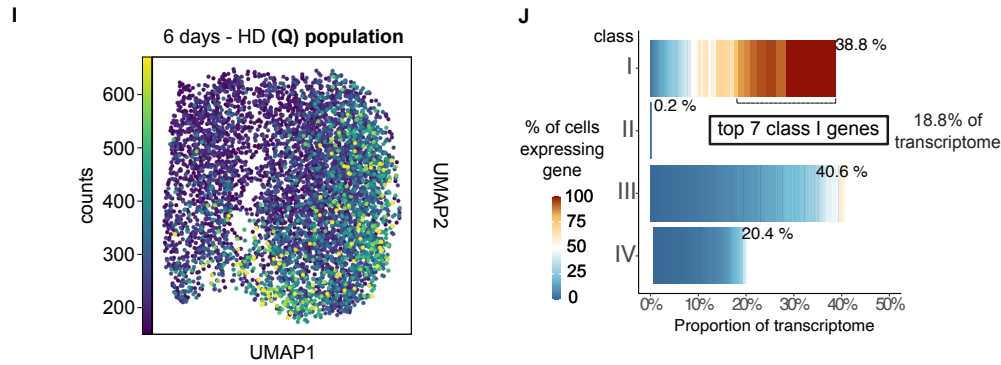 I
6 days - HD (Q) population
600
500
400
300
200
counts
UMAP2
UMAP1
J
class
I
II
III
IV
38.8 %
0.2 %
top 7 class I genes
18.8% of
transcriptome
40.6 %
20.4 %
% of cells
expressing
gene
100
75
50
25
0
0%
10%
20%
30%
40%
50%
Proportion of transcriptome